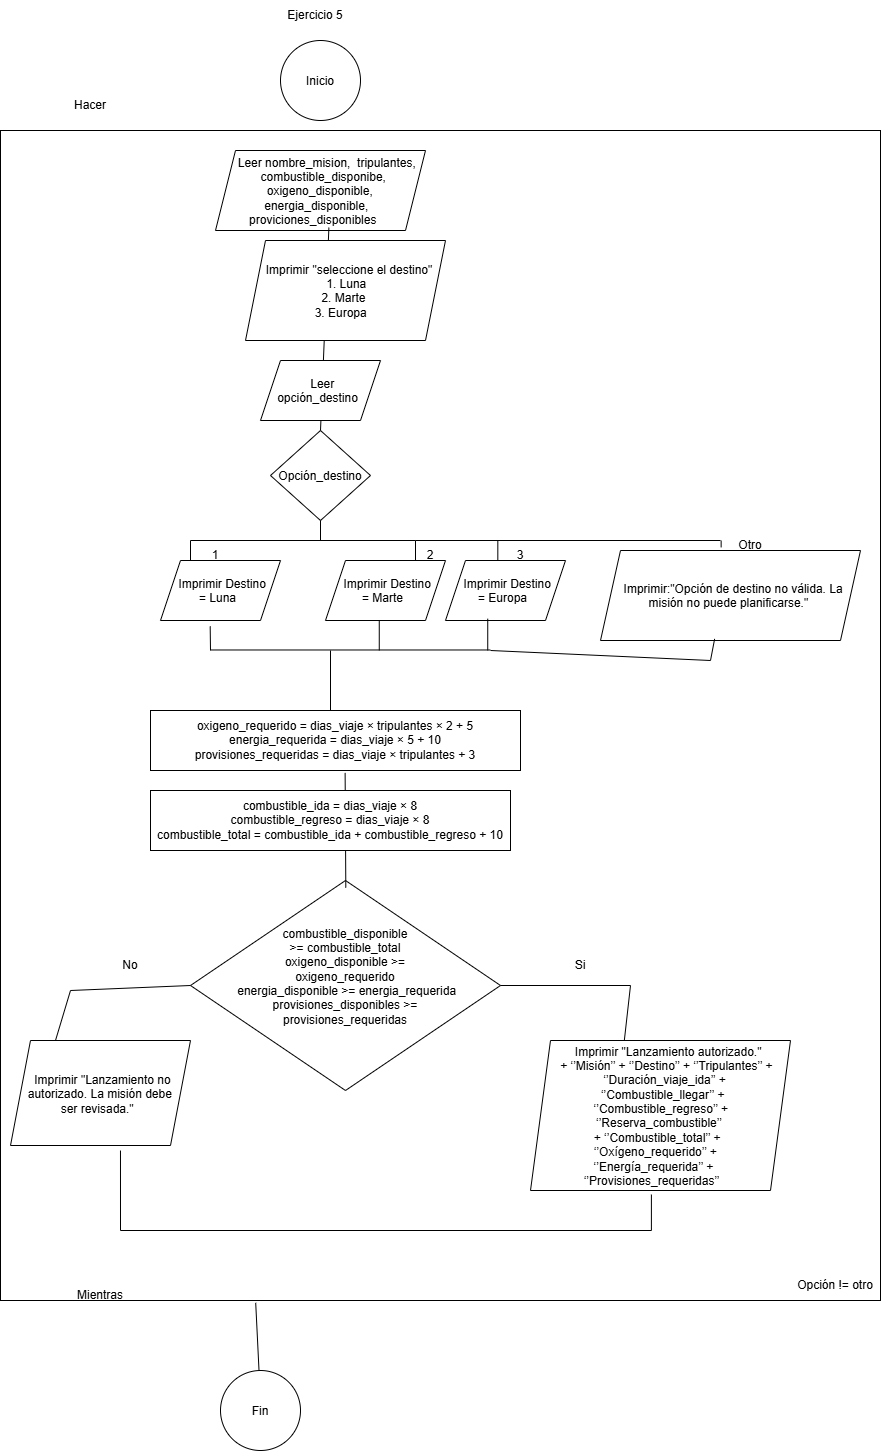 Ejercicio 5
Inicio
Hacer
Leer nombre_mision,  tripulantes,
combustible_disponibe,
oxigeno_disponible,
energia_disponible,
proviciones_disponibles
Imprimir "seleccione el destino"
1. Luna
2. Marte
3. Europa
Leer
opción_destino
Opción_destino
1
2
3
Otro
Imprimir Destino
= Luna
Imprimir Destino
= Marte
Imprimir Destino
= Europa
Imprimir:"Opción de destino no válida. La
misión no puede planificarse."
oxigeno_requerido = dias_viaje × tripulantes × 2 + 5
energia_requerida = dias_viaje × 5 + 10
provisiones_requeridas = dias_viaje × tripulantes + 3
combustible_ida = dias_viaje × 8
combustible_regreso = dias_viaje × 8
combustible_total = combustible_ida + combustible_regreso + 10
combustible_disponible
>= combustible_total
oxigeno_disponible >=
oxigeno_requerido
energia_disponible >= energia_requerida
provisiones_disponibles >=
provisiones_requeridas
No
Si
Imprimir "Lanzamiento no
autorizado. La misión debe
ser revisada."
Imprimir "Lanzamiento autorizado."
+ ‘’Misión’’ + ‘’Destino’’ + ‘’Tripulantes’’ +
‘’Duración_viaje_ida’’ +
‘’Combustible_llegar’’ +
‘’Combustible_regreso’’ +
‘’Reserva_combustible’’
+ ‘’Combustible_total’’ +
‘’Oxígeno_requerido’’ +
‘’Energía_requerida’’ +
‘’Provisiones_requeridas’’
Opción != otro
Mientras
Fin